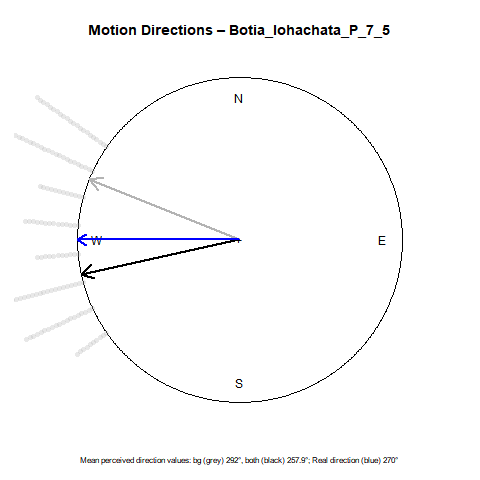 Motion Directions – Botia_lohachata_P_7_5
N
W
E
S
Mean perceived direction values: bg (grey) 292°, both (black) 257.9°; Real direction (blue) 270°